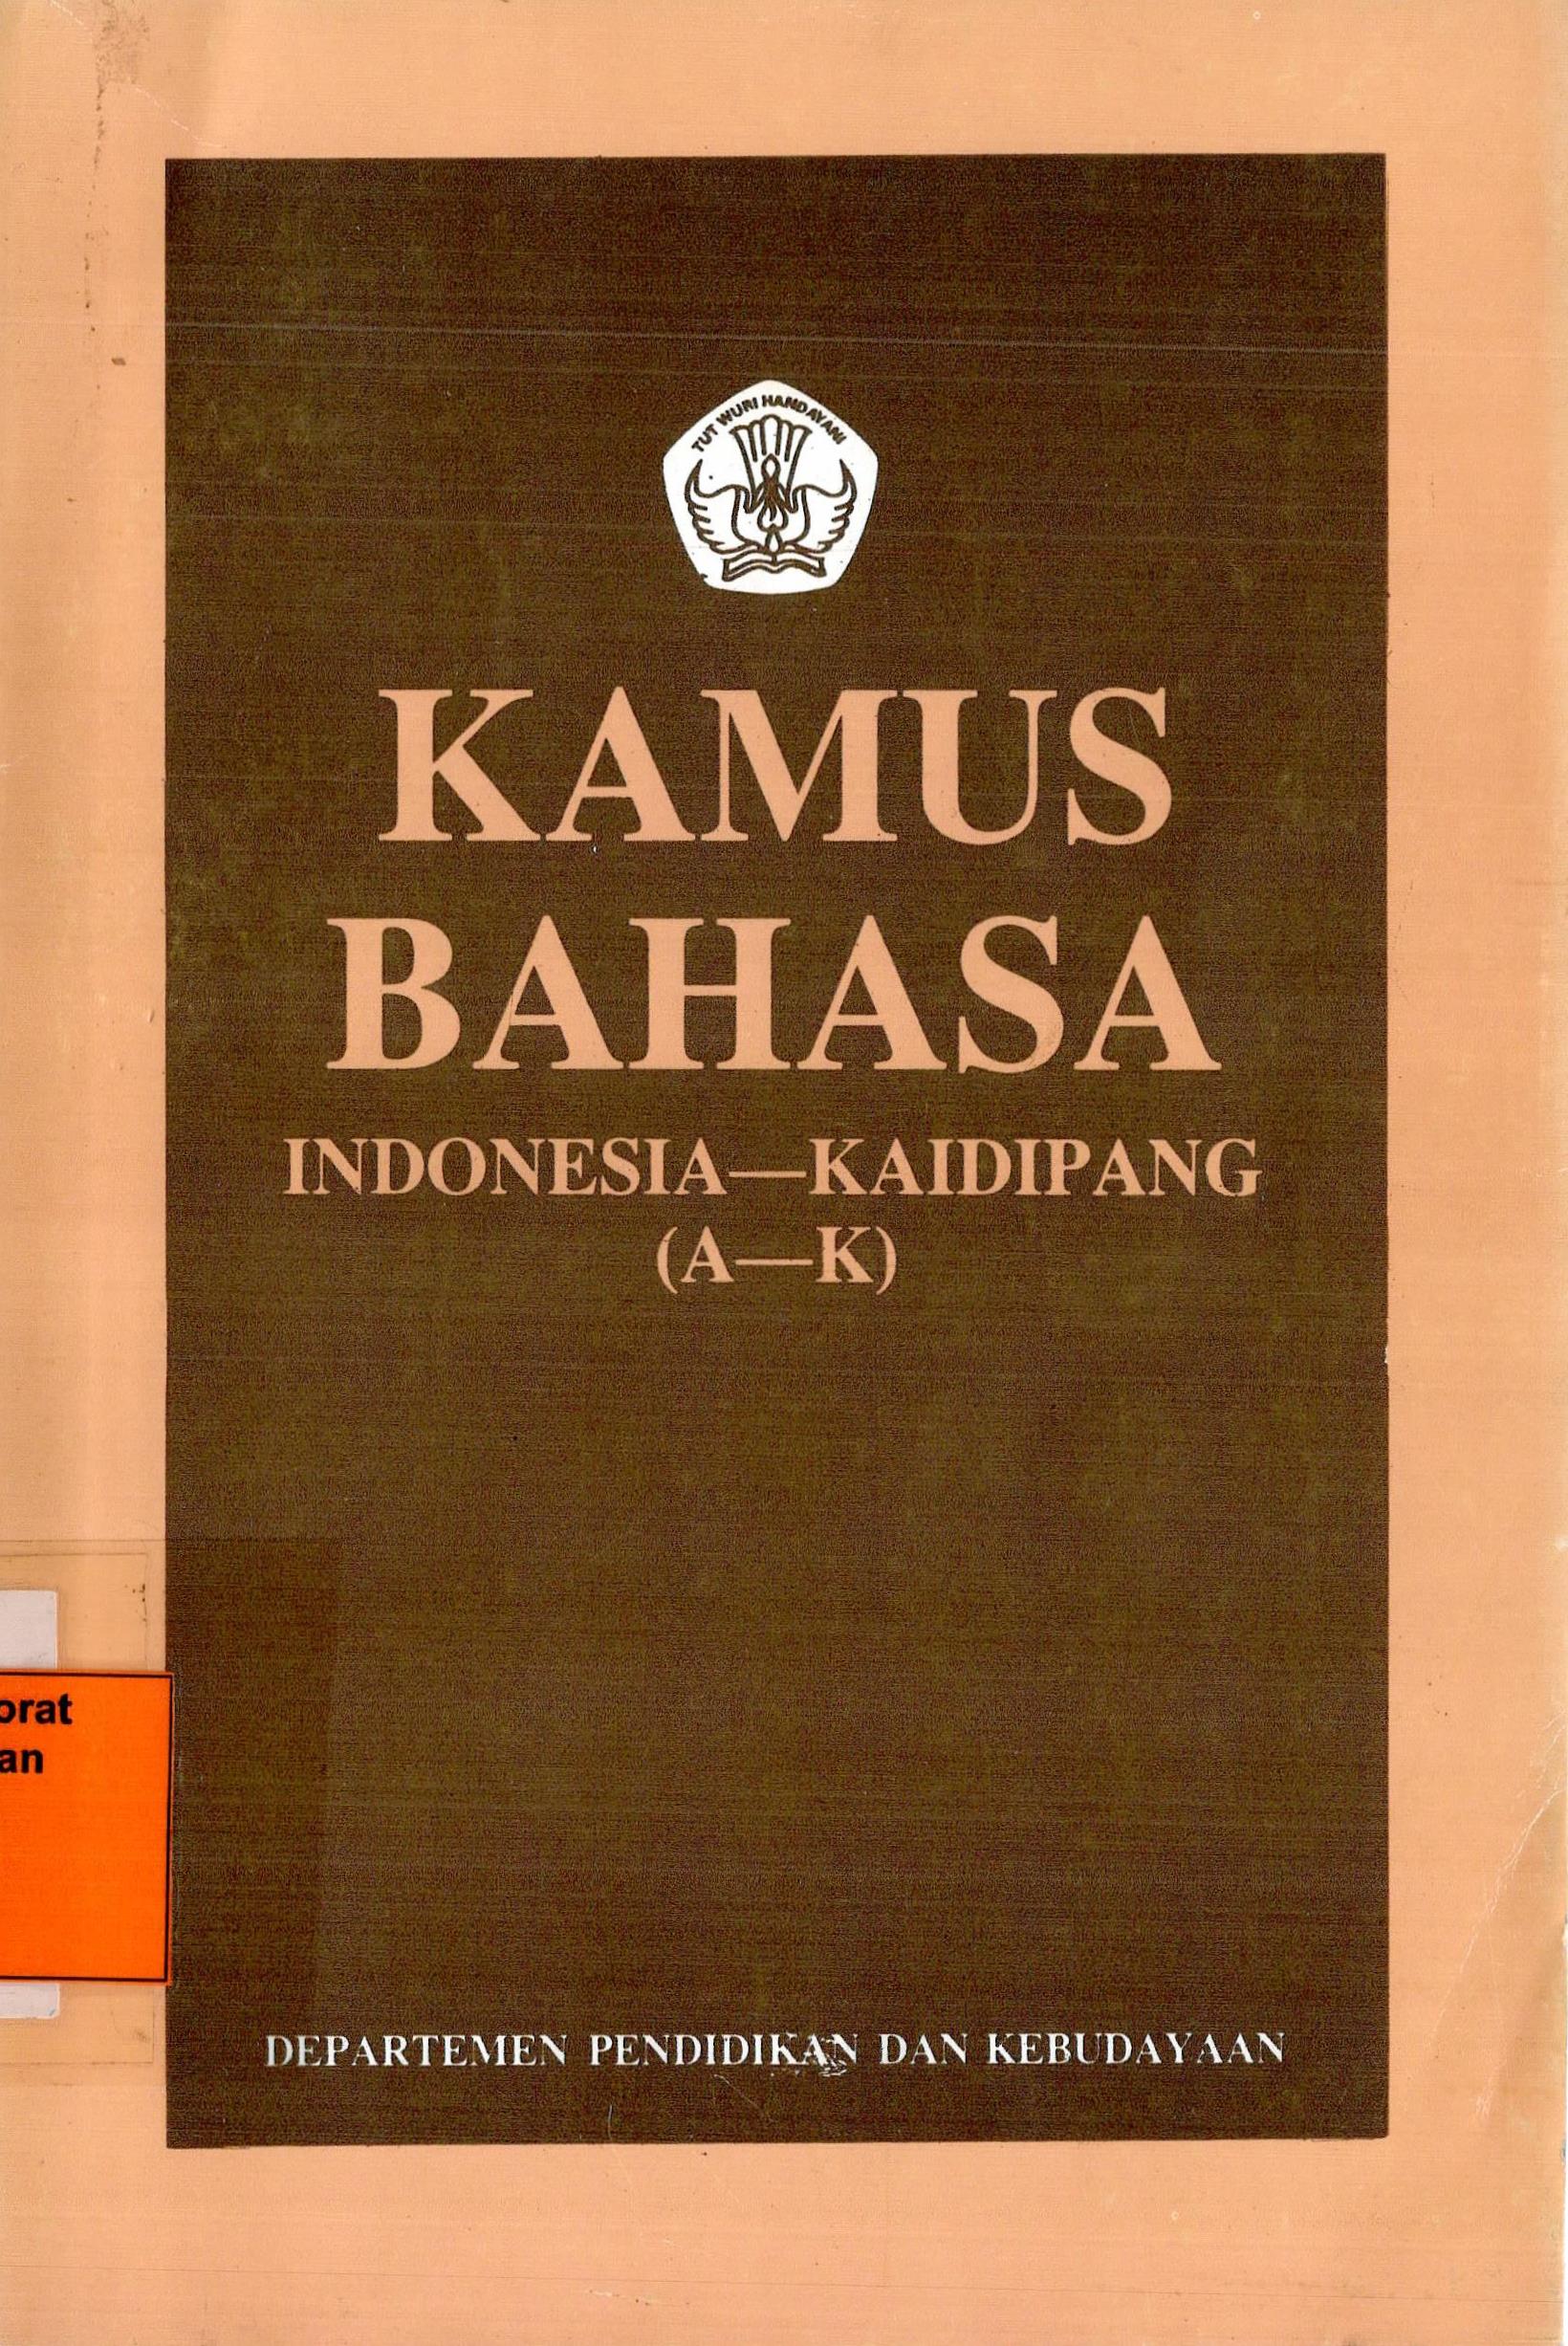 TUT WURI HANDAYANI
KAMUS
BAHASA
INDONESIA—KAIDIPANG
(A—K)
orat
an
DEPARTEMEN PENDIDIKAN DAN KEBUDAYAAN